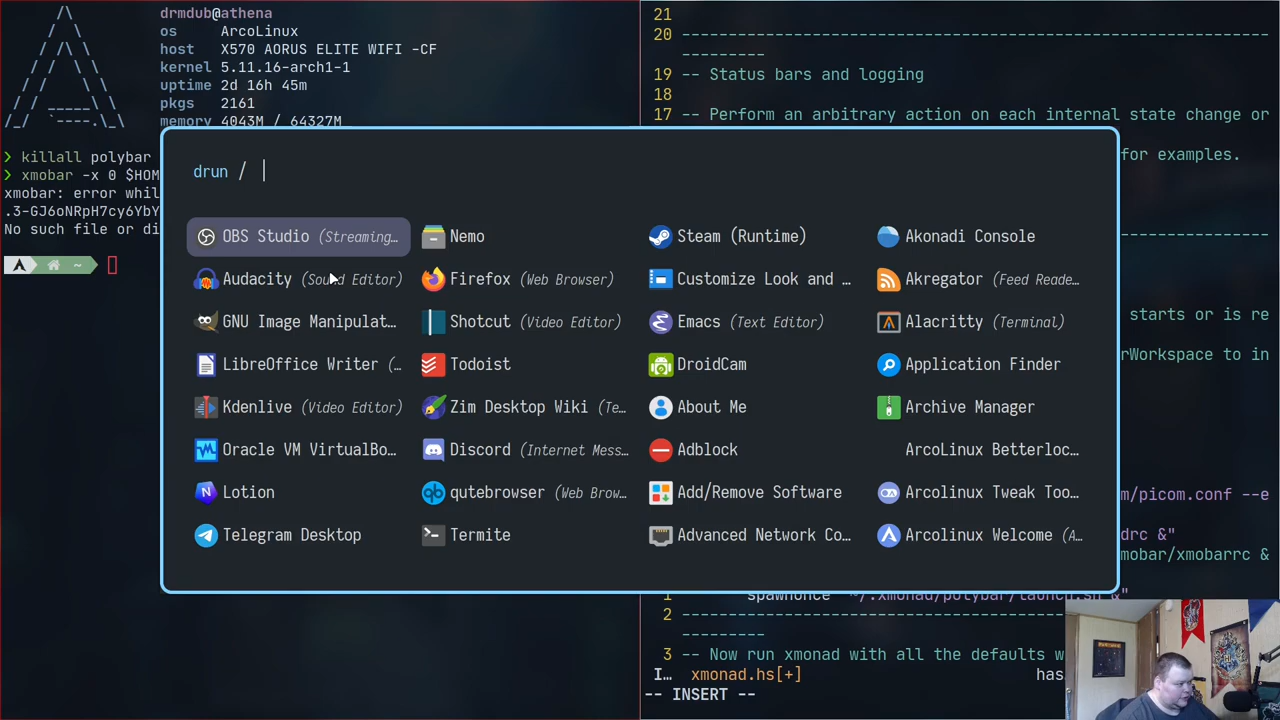 drmdub@athena
os ArcoLinux
host X570 AORUS ELITE WIFI -CF
kernel 5.11.16-arch1-1
uptime 2d 16h 45m
pkgs 2161
memory 4043M / 64327M
❯ killall polybar
❯ xmobar -x 0 $HOM
xmobar: error whil
.3-GJ6oNRpH7cy6YbY
No such file or di
~
drun /
OBS Studio (Streaming…
Audacity (Sound Editor)
GNU Image Manipulat…
LibreOffice Writer (…
Kdenlive (Video Editor)
Oracle VM VirtualBo…
Lotion
Telegram Desktop
Nemo
Firefox (Web Browser)
Shotcut (Video Editor)
Todoist
Zim Desktop Wiki (Te…
Discord (Internet Mess…
qutebrowser (Web Brow…
Termite
Steam (Runtime)
Customize Look and …
Emacs (Text Editor)
DroidCam
About Me
Adblock
Add/Remove Software
Advanced Network Co…
Akonadi Console
Akregator (Feed Reade…
Alacritty (Terminal)
Application Finder
Archive Manager
ArcoLinux Betterloc…
Arcolinux Tweak Too…
Arcolinux Welcome (A…
21
20 ----------------------------------------------------------
---------
19 -- Status bars and logging
18
17 -- Perform an arbitrary action on each internal state change or
for examples.
starts or is re
rWorkspace to in
m/picom.conf --e
drc &"
mobar/xmobarrc &
1 spawnOnce "~/.xmonad/polybar/launch.sh &"
2 ----------------------------------------------------------
---------
3 -- Now run xmonad with all the defaults w
I… xmonad.hs[+] has
-- INSERT --